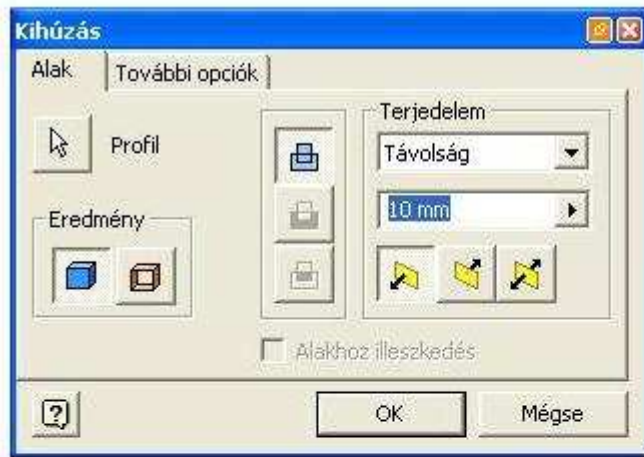 Kihúzás
Alak
További opciók
Profil
Eredmény
Terjedelem
Távolság
10 mm
Alakhoz illeszkedés
?
OK
Mégse